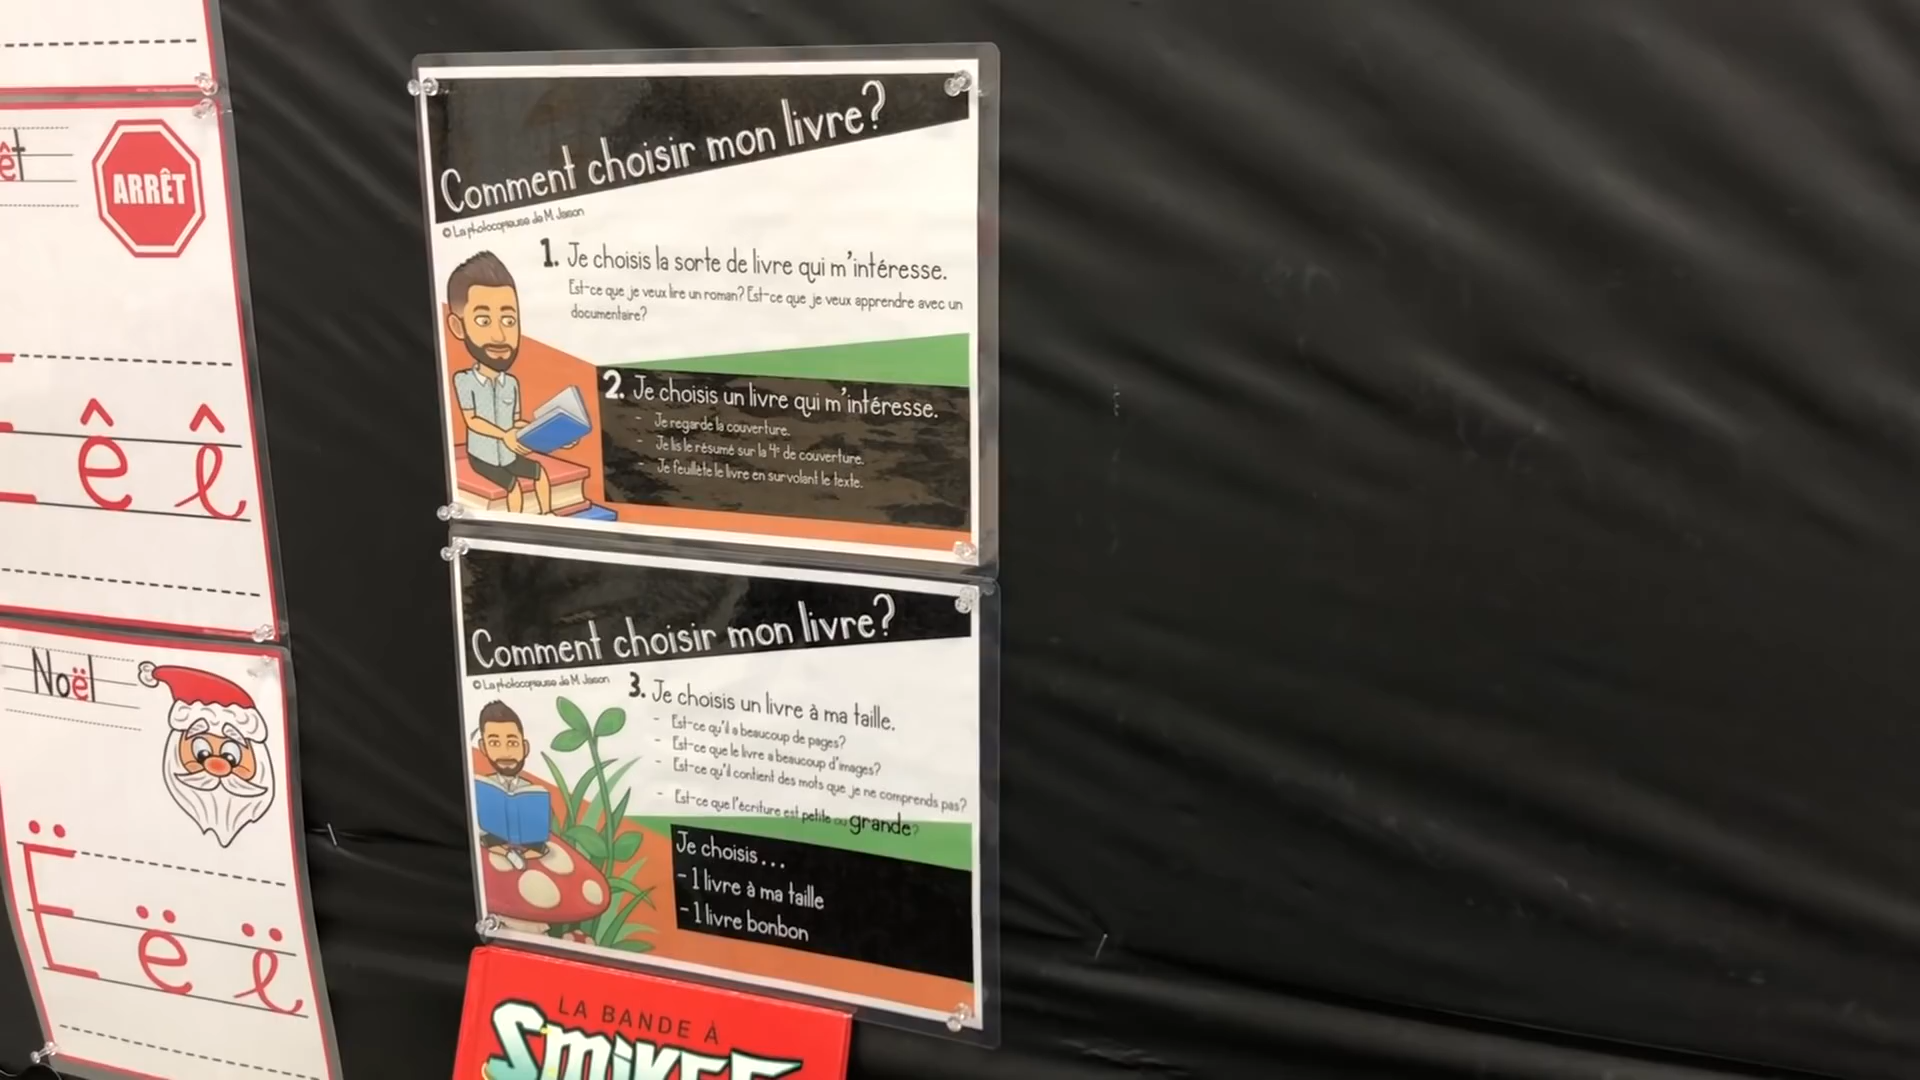 êt
ARRÊT
ê ê
Noël
Ë ë ë
Comment choisir mon livre?
© La photocopieuse de M. Jason
1. Je choisis la sorte de livre qui m'intéresse.
Est-ce que je veux lire un roman? Est-ce que je veux apprendre avec un
documentaire?
2. Je choisis un livre qui m'intéresse.
- Je regarde la couverture.
- Je lis le résumé sur la 4e de couverture.
- Je feuillète le livre en survolant le texte.
Comment choisir mon livre?
© La photocopieuse de M. Jason
3. Je choisis un livre à ma taille.
- Est-ce qu'il a beaucoup de pages?
- Est-ce que le livre a beaucoup d'images?
- Est-ce qu'il contient des mots que je ne comprends pas?
- Est-ce que l'écriture est petite ou grande?
Je choisis...
- 1 livre à ma taille
- 1 livre bonbon
LA BANDE À